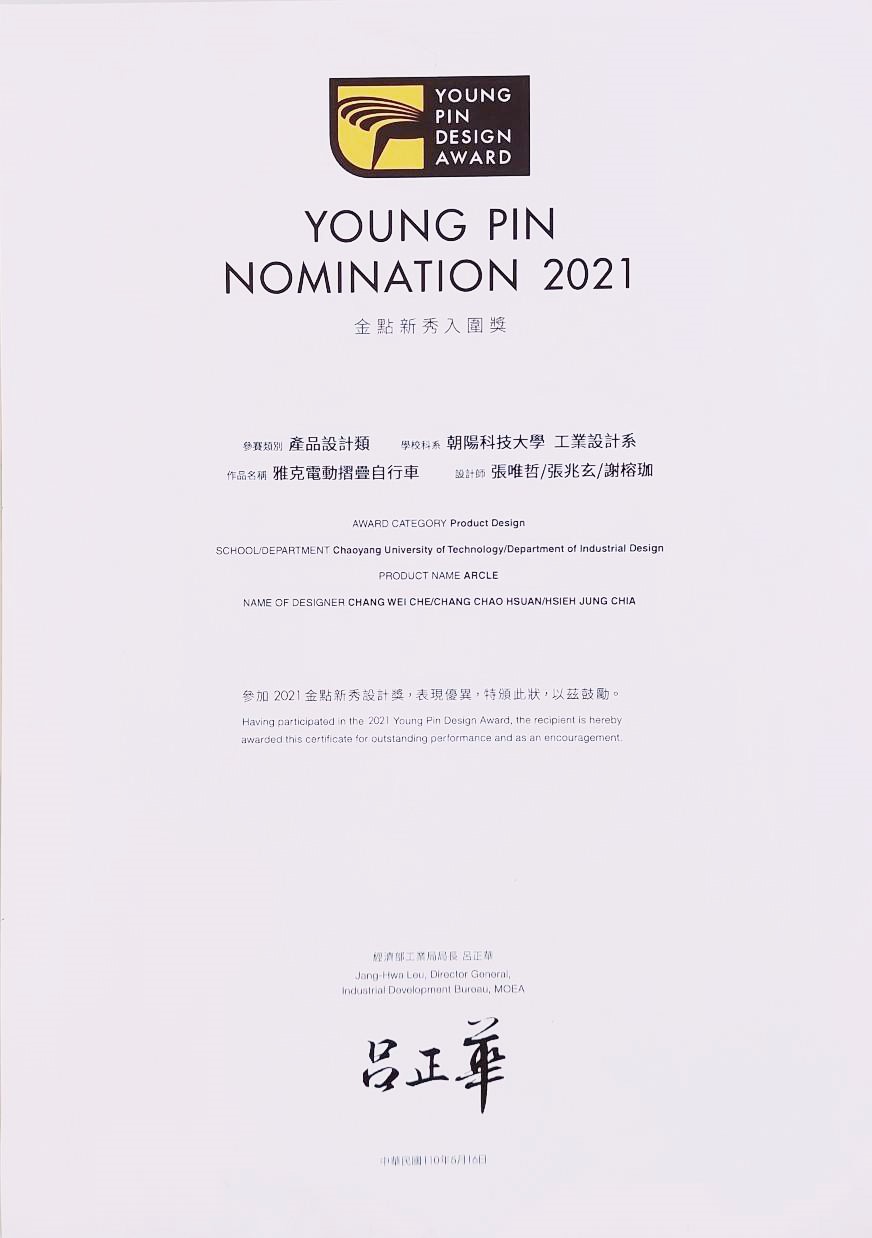 YOUNG
PIN
DESIGN
AWARD
YOUNG PIN
NOMINATION 2021
金點新秀入圍獎
參賽類別 產品設計類 學校科系 朝陽科技大學 工業設計系
作品名稱 雅克電動摺疊自行車 設計師 張唯哲/張兆玄/謝榕珈
AWARD CATEGORY Product Design
SCHOOL/DEPARTMENT Chaoyang University of Technology/Department of Industrial Design
PRODUCT NAME ARCLE
NAME OF DESIGNER CHANG WEI CHE/CHANG CHAO HSUAN/HSIEH JUNG CHIA
參加 2021 金點新秀設計獎，表現優異，特頒此狀，以茲鼓勵。
Having participated in the 2021 Young Pin Design Award, the recipient is hereby
awarded this certificate for outstanding performance and as an encouragement.
經濟部工業局局長 呂正華
Jang-Hwa Leu, Director General,
Industrial Development Bureau, MOEA
呂正華
中華民國110年6月16日